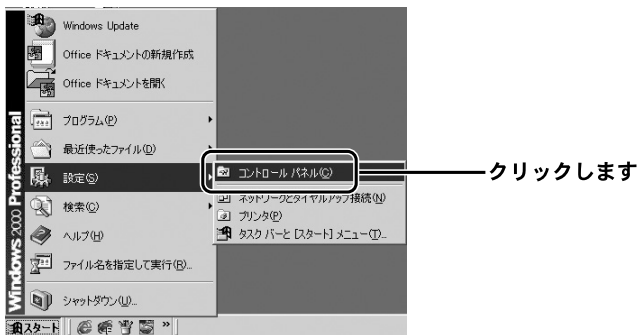 Windows Update
Office ドキュメントの新規作成
Office ドキュメントを開く
プログラム(P)
最近使ったファイル(D)
設定(S)
コントロール パネル(C)
クリックします
ネットワークとダイヤルアップ接続(N)
検索(C)
プリンタ(P)
ヘルプ(H)
タスク バーと [スタート] メニュー(T)...
ファイル名を指定して実行(R)...
シャットダウン(U)...
Windows 2000 Professional
スタート
»